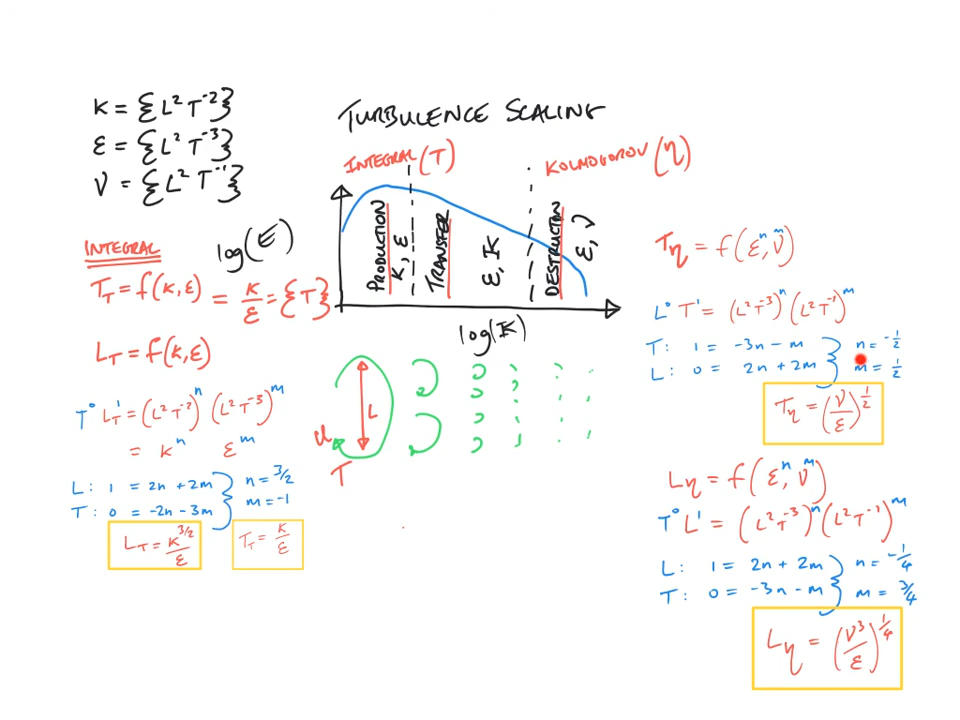 K = {L² T⁻²}
ε = {L² T⁻³}
ν = {L² T⁻¹}
TURBULENCE SCALING
INTEGRAL (T)
KOLMOGOROV (η)
log(E)
PRODUCTION
K, ε
TRANSFER
ε, K
DESTRUCTION
ε, ν
log(K)
INTEGRAL
T_T = f(K, ε) = K/ε = {T}
L_T = f(K, ε)
T⁰ L_T¹ = (L² T⁻²)ⁿ (L² T⁻³)ᵐ
= Kⁿ εᵐ
L: 1 = 2n + 2m } n = 3/2
T: 0 = -2n - 3m } m = -1
L_T = K^{3/2}/ε
T_T = K/ε
L
u
T
T_η = f(εⁿ, νᵐ)
L⁰ T¹ = (L² T⁻³)ⁿ (L² T⁻¹)ᵐ
T: 1 = -3n - m } n = -1/2
L: 0 = 2n + 2m } m = 1/2
T_η = (ν/ε)^{1/2}
L_η = f(εⁿ, νᵐ)
T⁰ L¹ = (L² T⁻³)ⁿ (L² T⁻¹)ᵐ
L: 1 = 2n + 2m } n = -1/4
T: 0 = -3n - m } m = 3/4
L_η = (ν³/ε)^{1/4}